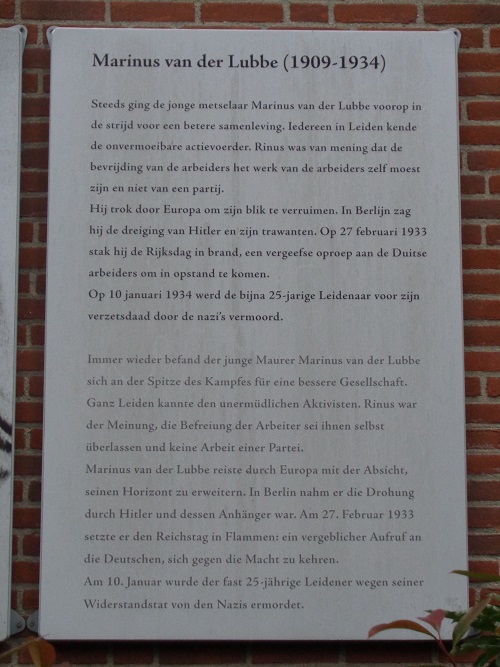 Marinus van der Lubbe (1909-1934)
Steeds ging de jonge metselaar Marinus van der Lubbe voorop in
de strijd voor een betere samenleving. Iedereen in Leiden kende
de onvermoeibare actievoerder. Rinus was van mening dat de
bevrijding van de arbeiders het werk van de arbeiders zelf moest
zijn en niet van een partij.
Hij trok door Europa om zijn blik te verruimen. In Berlijn zag
hij de dreiging van Hitler en zijn trawanten. Op 27 februari 1933
stak hij de Rijksdag in brand, een vergeefse oproep aan de Duitse
arbeiders om in opstand te komen.
Op 10 januari 1934 werd de bijna 25-jarige Leidenaar voor zijn
verzetsdaad door de nazi's vermoord.
Immer wieder befand der junge Maurer Marinus van der Lubbe
sich an der Spitze des Kampfes für eine bessere Gesellschaft.
Ganz Leiden kannte den unermüdlichen Aktivisten. Rinus war
der Meinung, die Befreiung der Arbeiter sei ihnen selbst
überlassen und keine Arbeit einer Partei.
Marinus van der Lubbe reiste durch Europa mit der Absicht,
seinen Horizont zu erweitern. In Berlin nahm er die Drohung
durch Hitler und dessen Anhänger war. Am 27. Februar 1933
setzte er den Reichstag in Flammen: ein vergeblicher Aufruf an
die Deutschen, sich gegen die Macht zu kehren.
Am 10. Januar wurde der fast 25-jährige Leidener wegen seiner
Widerstandstat von den Nazis ermordet.